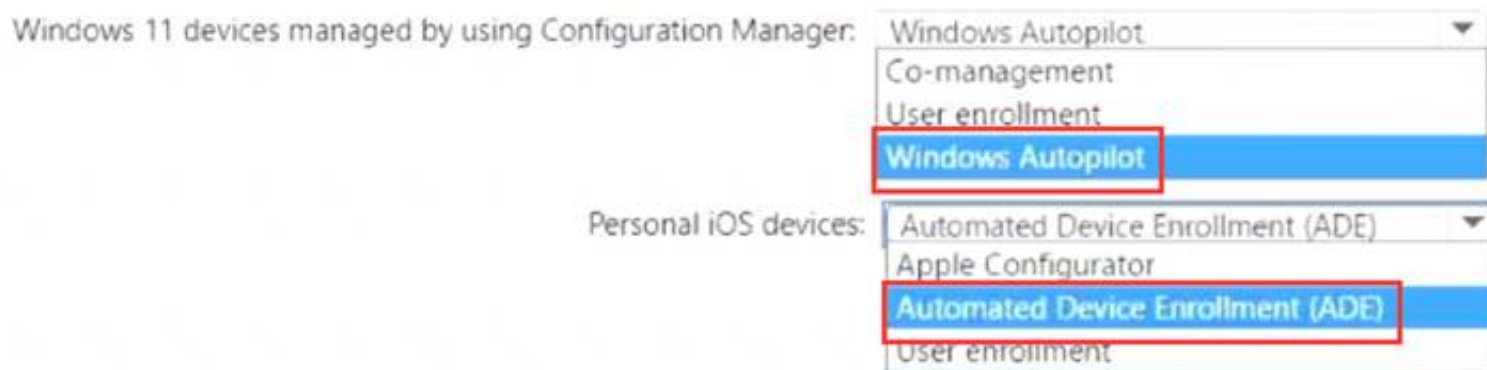 Windows 11 devices managed by using Configuration Manager: Windows Autopilot
Co-management
User enrollment
Windows Autopilot
Personal iOS devices: Automated Device Enrollment (ADE)
Apple Configurator
Automated Device Enrollment (ADE)
User enrollment